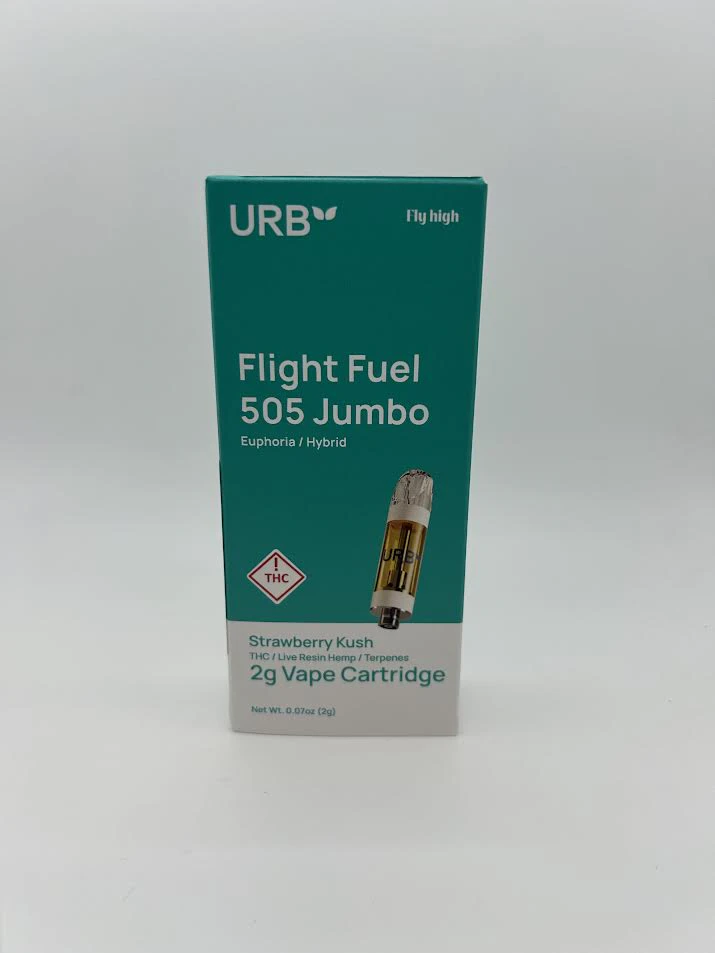 URB
Fly high
Flight Fuel
505 Jumbo
Euphoria / Hybrid
URB
!
THC
Strawberry Kush
THC / Live Resin Hemp / Terpenes
2g Vape Cartridge
Net Wt. 0.07oz (2g)